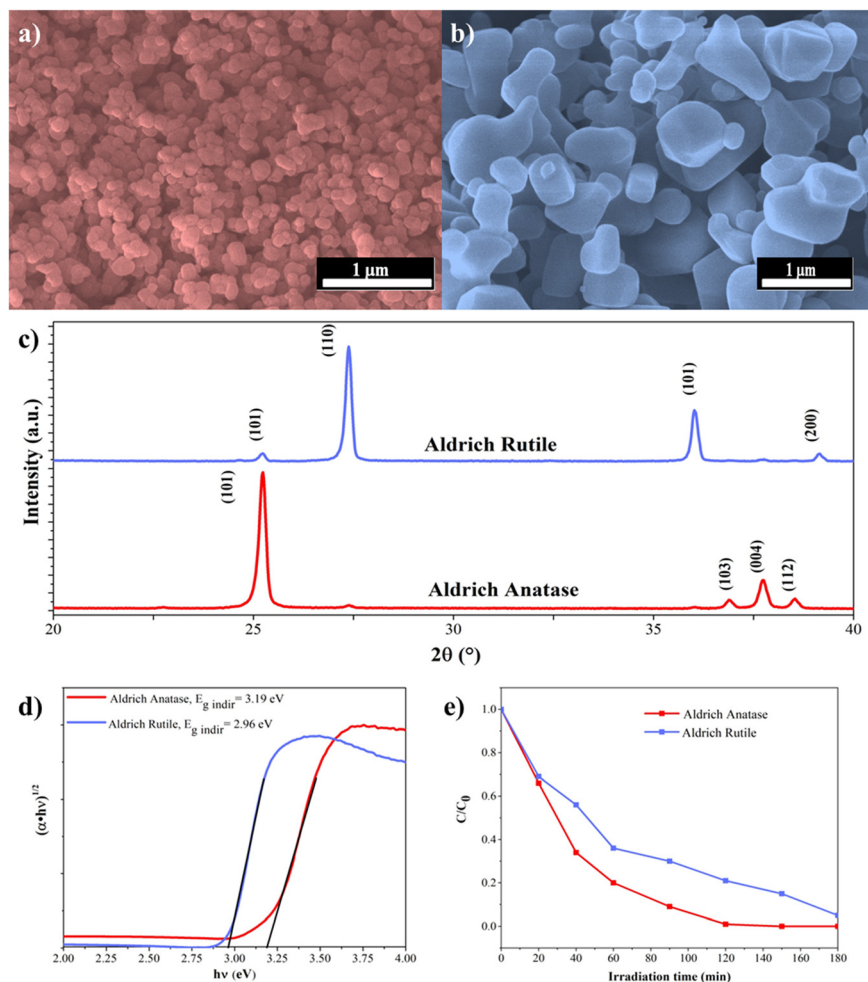 a)
b)
1 μm
1 μm
c)
(101)
(110)
(101)
(200)
Aldrich Rutile
(101)
Aldrich Anatase
(103)
(004)
(112)
Intensity (a.u.)
20 25 30 35 40
2θ (°)
d)
Aldrich Anatase, Eg indir= 3.19 eV
Aldrich Rutile, Eg indir= 2.96 eV
(α•hν)1/2
2.00 2.25 2.50 2.75 3.00 3.25 3.50 3.75 4.00
hν (eV)
e)
Aldrich Anatase
Aldrich Rutile
C/C0
1.0
0.8
0.6
0.4
0.2
0.0
0 20 40 60 80 100 120 140 160 180
Irradiation time (min)